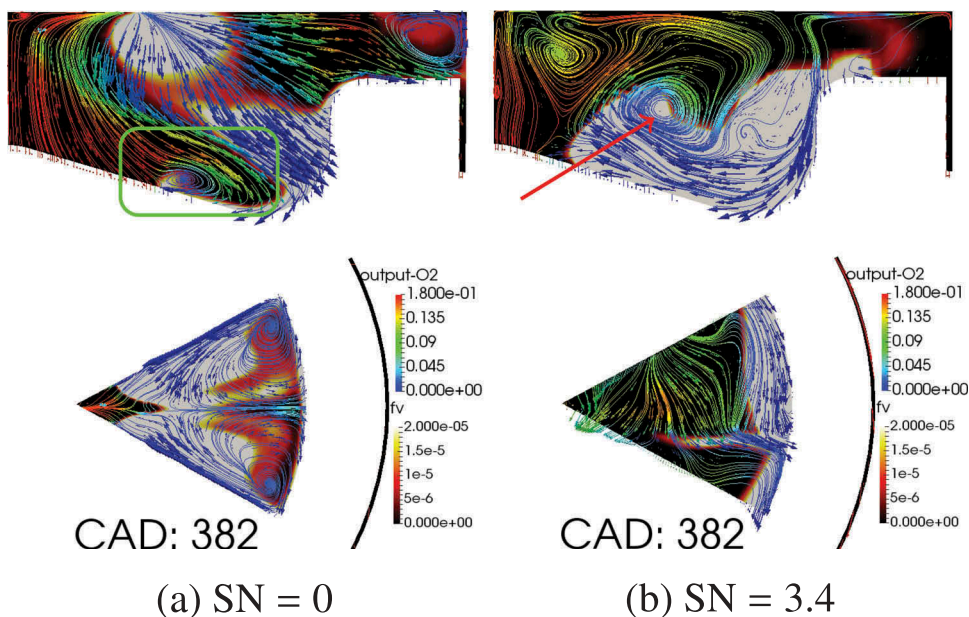 output-O2
1.800e-01
0.135
0.09
0.045
0.000e+00
fv
2.000e-05
1.5e-5
1e-5
5e-6
0.000e+00
CAD: 382
output-O2
1.800e-01
0.135
0.09
0.045
0.000e+00
fv
2.000e-05
1.5e-5
1e-5
5e-6
0.000e+00
CAD: 382
(a) SN = 0
(b) SN = 3.4